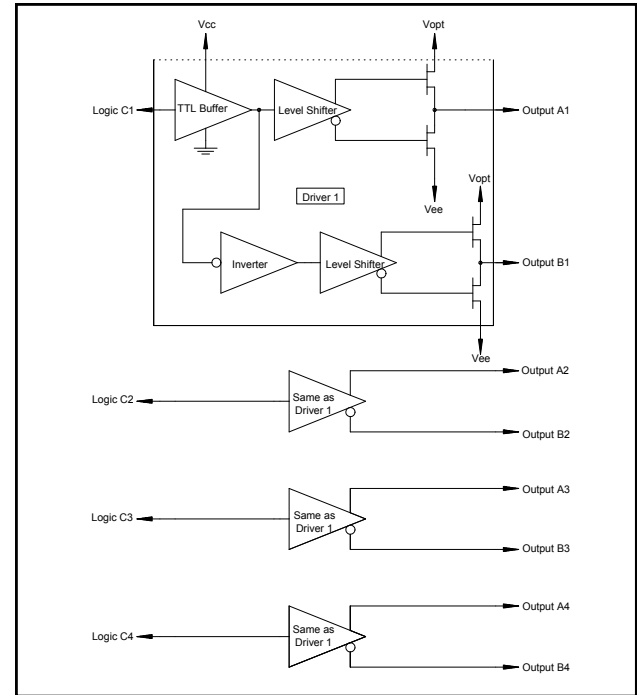 Vcc
Vopt
Logic C1
TTL Buffer
Level Shifter
Output A1
Driver 1
Vee
Vopt
Inverter
Level Shifter
Output B1
Vee
Output A2
Logic C2
Same as
Driver 1
Output B2
Output A3
Logic C3
Same as
Driver 1
Output B3
Output A4
Logic C4
Same as
Driver 1
Output B4